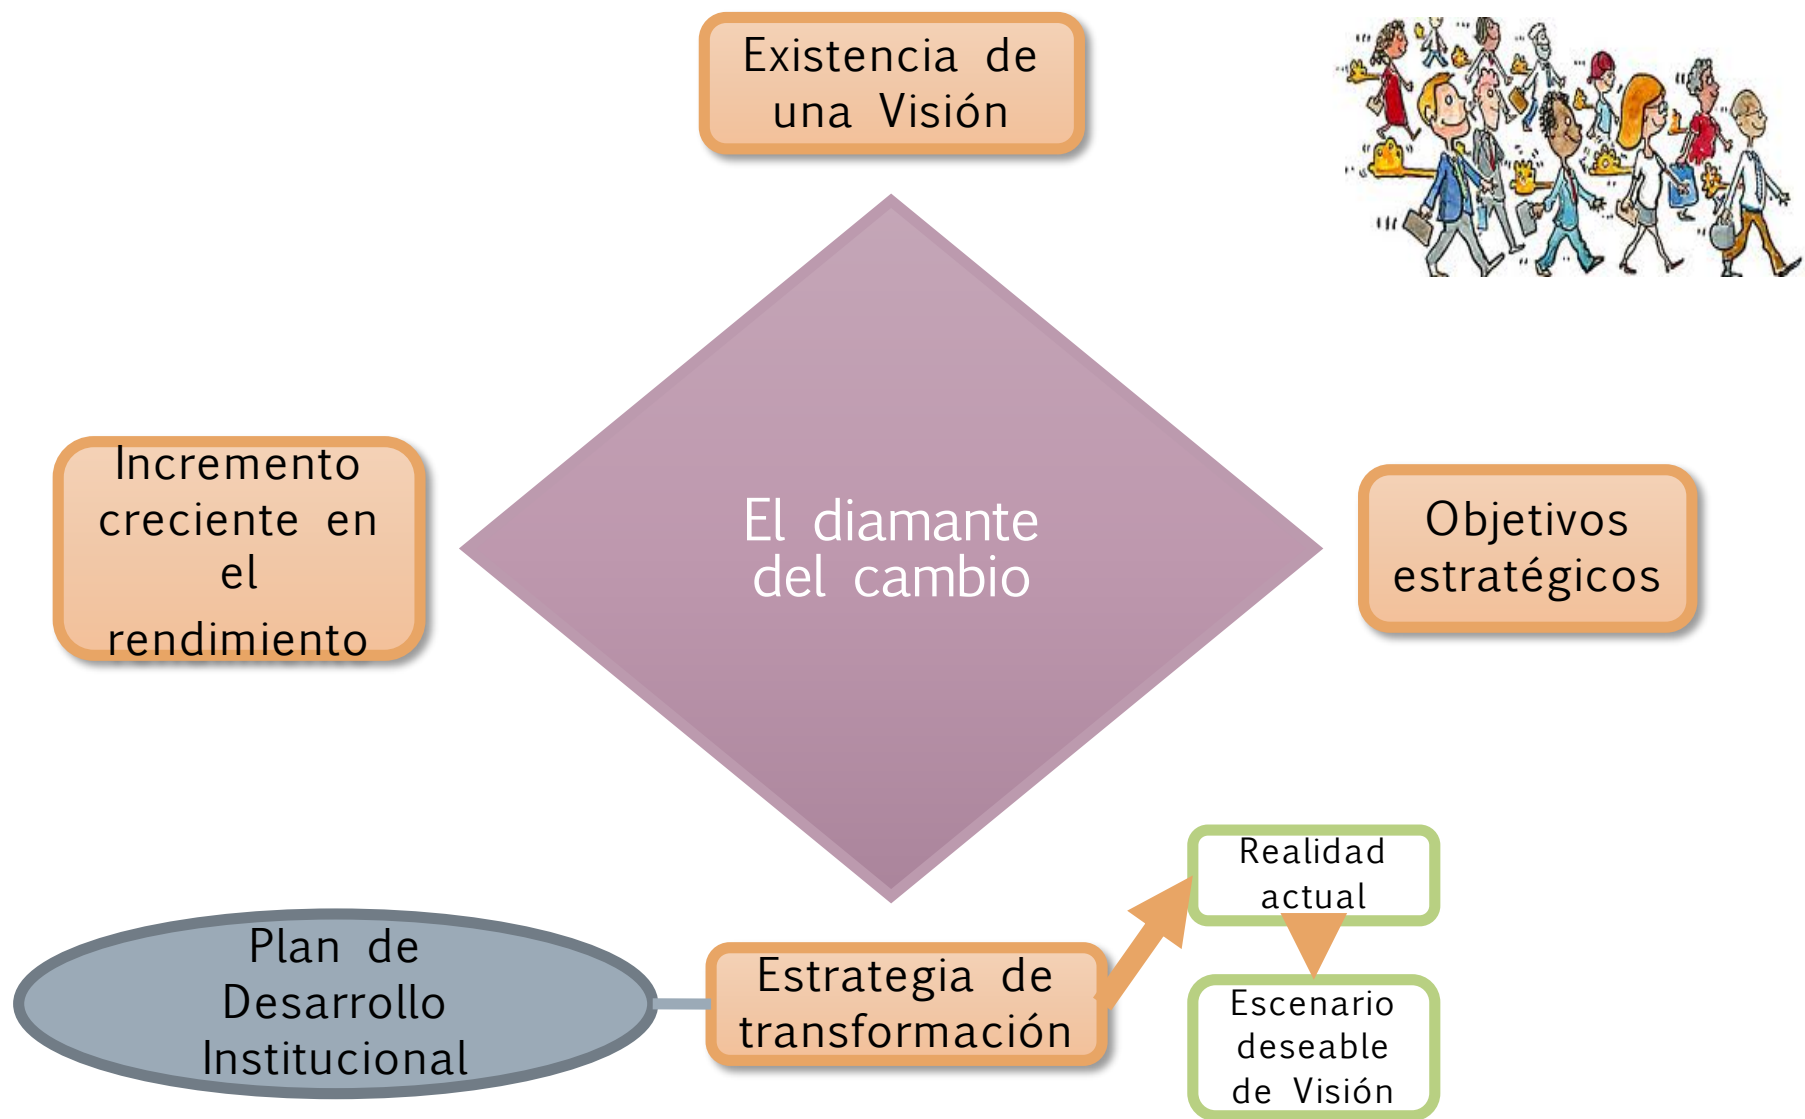 Existencia de
una Visión
Incremento
creciente en
el
rendimiento
El diamante
del cambio
Objetivos
estratégicos
Realidad
actual
Plan de
Desarrollo
Institucional
Estrategia de
transformación
Escenario
deseable
de Visión